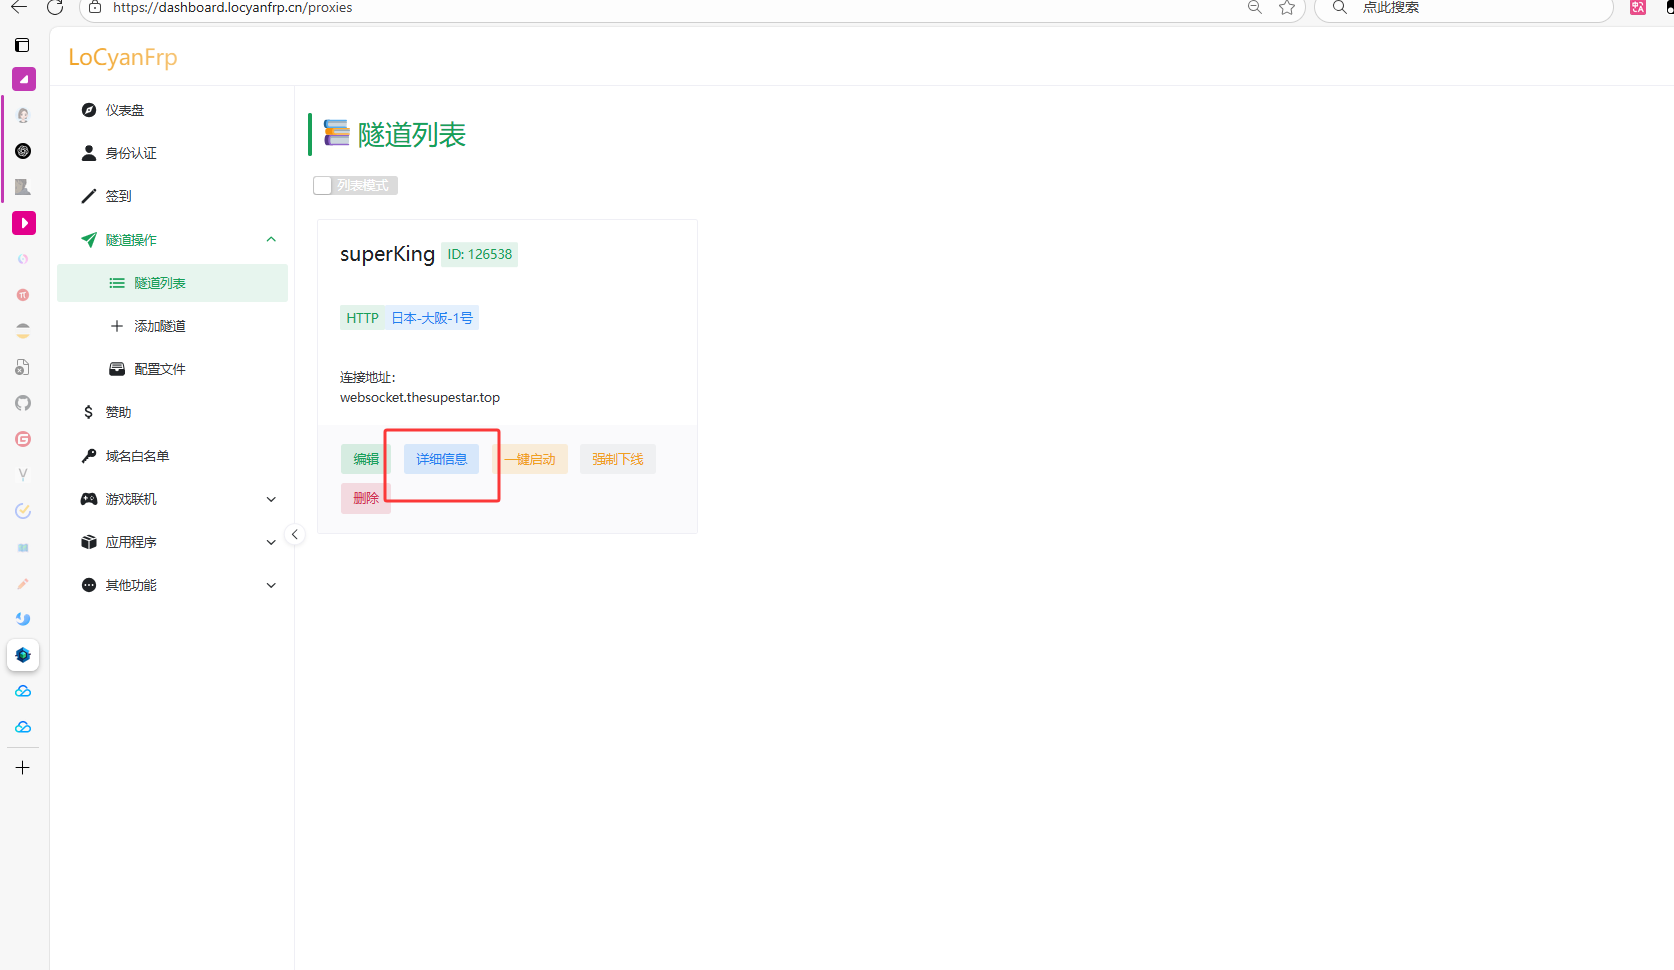 https://dashboard.locyanfrp.cn/proxies
点此搜索
LoCyanFrp
仪表盘
身份认证
签到
隧道操作
隧道列表
添加隧道
配置文件
赞助
域名白名单
游戏联机
应用程序
其他功能
隧道列表
列表模式
superKing ID: 126538
HTTP 日本-大阪-1号
连接地址:
websocket.thesupestar.top
编辑 详细信息 一键启动 强制下线
删除